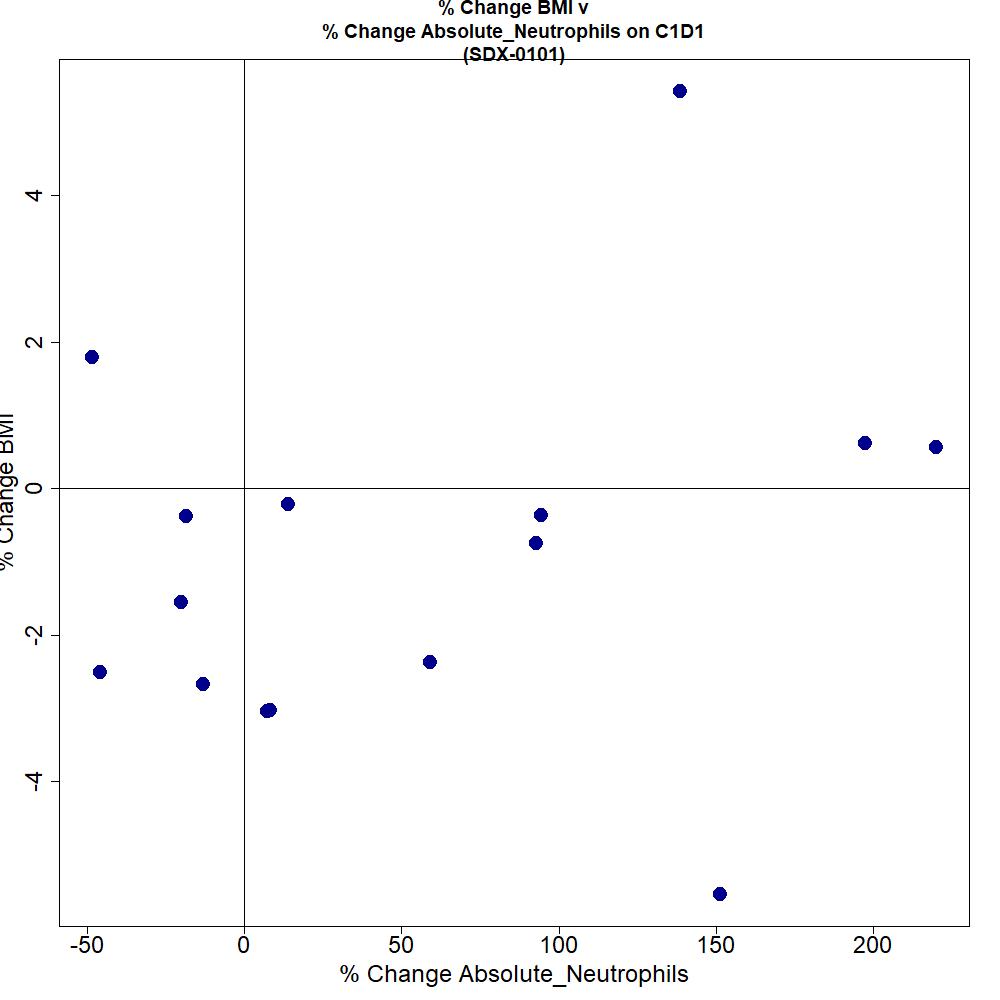 % Change BMI v
% Change Absolute_Neutrophils on C1D1
(SDX-0101)
% Change BMI
4
2
0
-2
-4
-50
0
50
100
150
200
% Change Absolute_Neutrophils